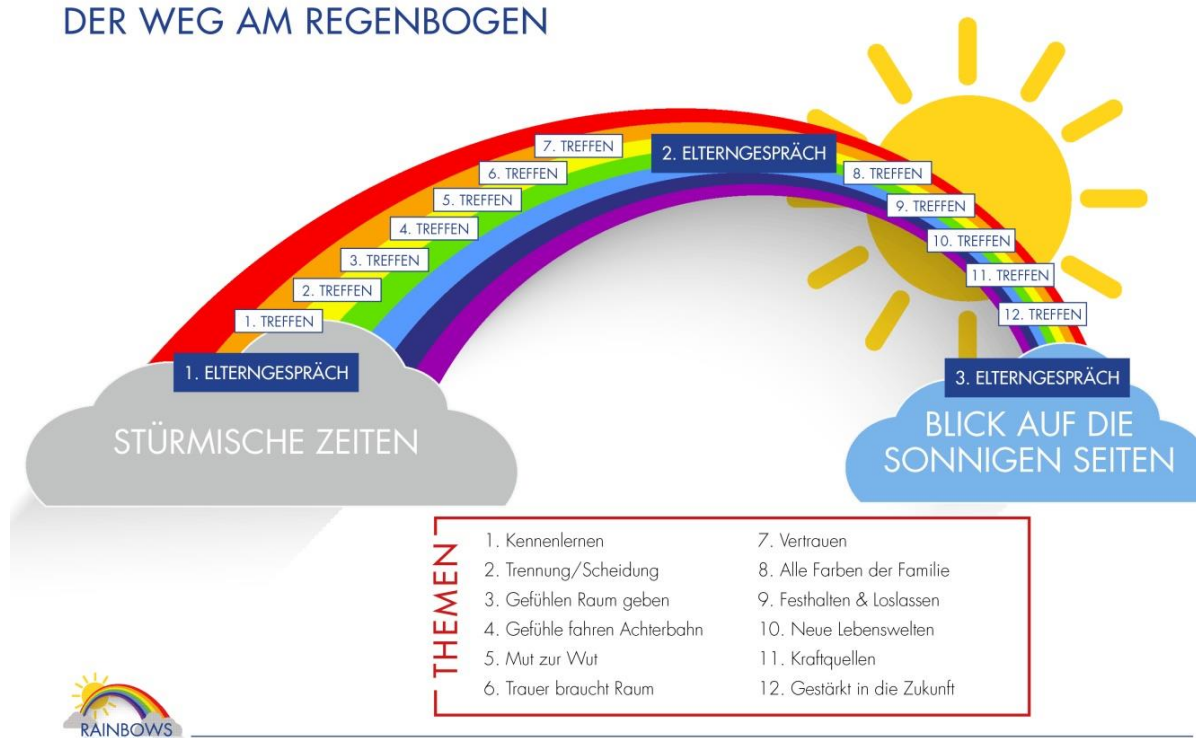 DER WEG AM REGENBOGEN
1. ELTERNGESPRÄCH
1. TREFFEN
2. TREFFEN
3. TREFFEN
4. TREFFEN
5. TREFFEN
6. TREFFEN
7. TREFFEN
2. ELTERNGESPRÄCH
8. TREFFEN
9. TREFFEN
10. TREFFEN
11. TREFFEN
12. TREFFEN
3. ELTERNGESPRÄCH
STÜRMISCHE ZEITEN
BLICK AUF DIE
SONNIGEN SEITEN
THEMEN
1. Kennenlernen
2. Trennung/Scheidung
3. Gefühlen Raum geben
4. Gefühle fahren Achterbahn
5. Mut zur Wut
6. Trauer braucht Raum
7. Vertrauen
8. Alle Farben der Familie
9. Festhalten & Loslassen
10. Neue Lebenswelten
11. Kraftquellen
12. Gestärkt in die Zukunft
RAINBOWS